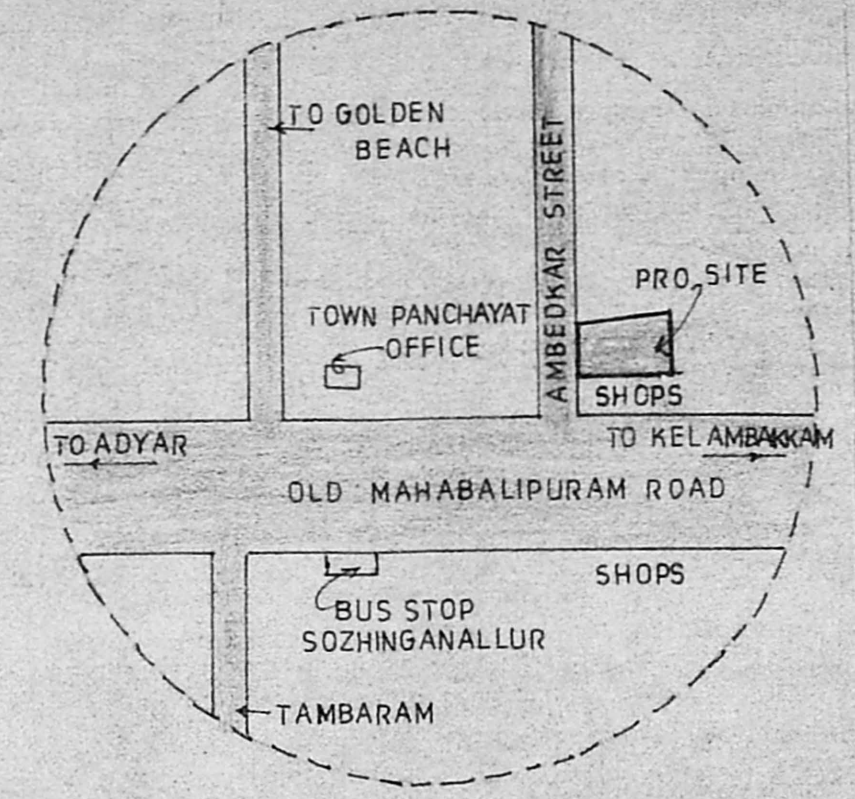 TO GOLDEN
BEACH
AMBEDKAR STREET
PRO. SITE
TOWN PANCHAYAT
OFFICE
SHOPS
TO ADYAR
TO KELAMBAKKAM
OLD MAHABALIPURAM ROAD
SHOPS
BUS STOP
SOZHINGANALLUR
TAMBARAM